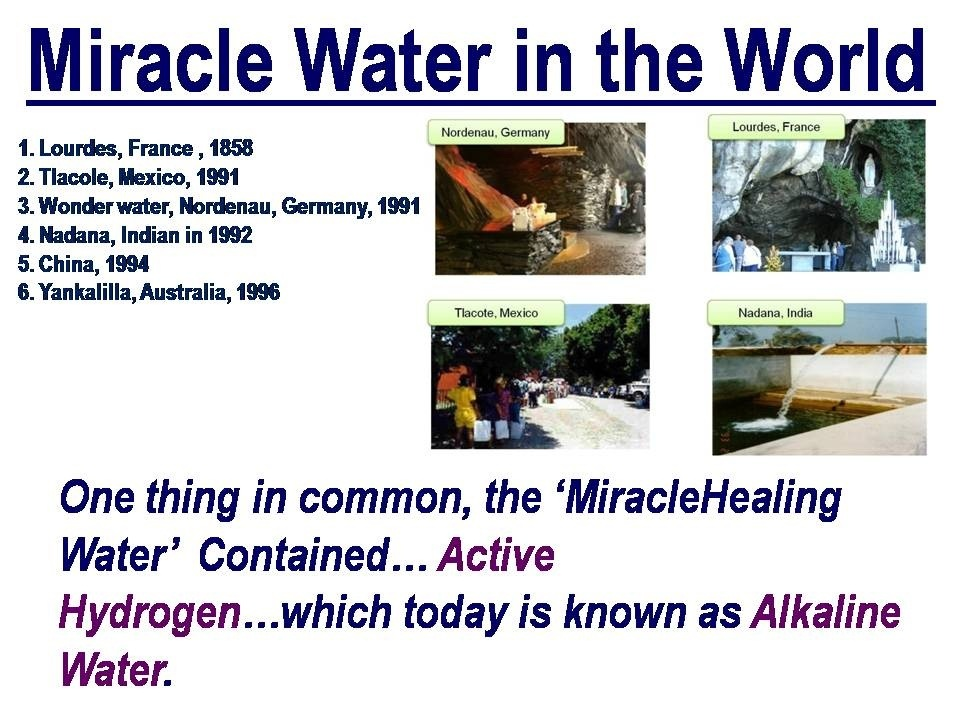 Miracle Water in the World
1. Lourdes, France , 1858
2. Tlacole, Mexico, 1991
3. Wonder water, Nordenau, Germany, 1991
4. Nadana, Indian in 1992
5. China, 1994
6. Yankalilla, Australia, 1996
Nordenau, Germany
Lourdes, France
Tlacote, Mexico
Nadana, India
One thing in common, the ‘MiracleHealing
Water’ Contained… Active
Hydrogen…which today is known as Alkaline
Water.